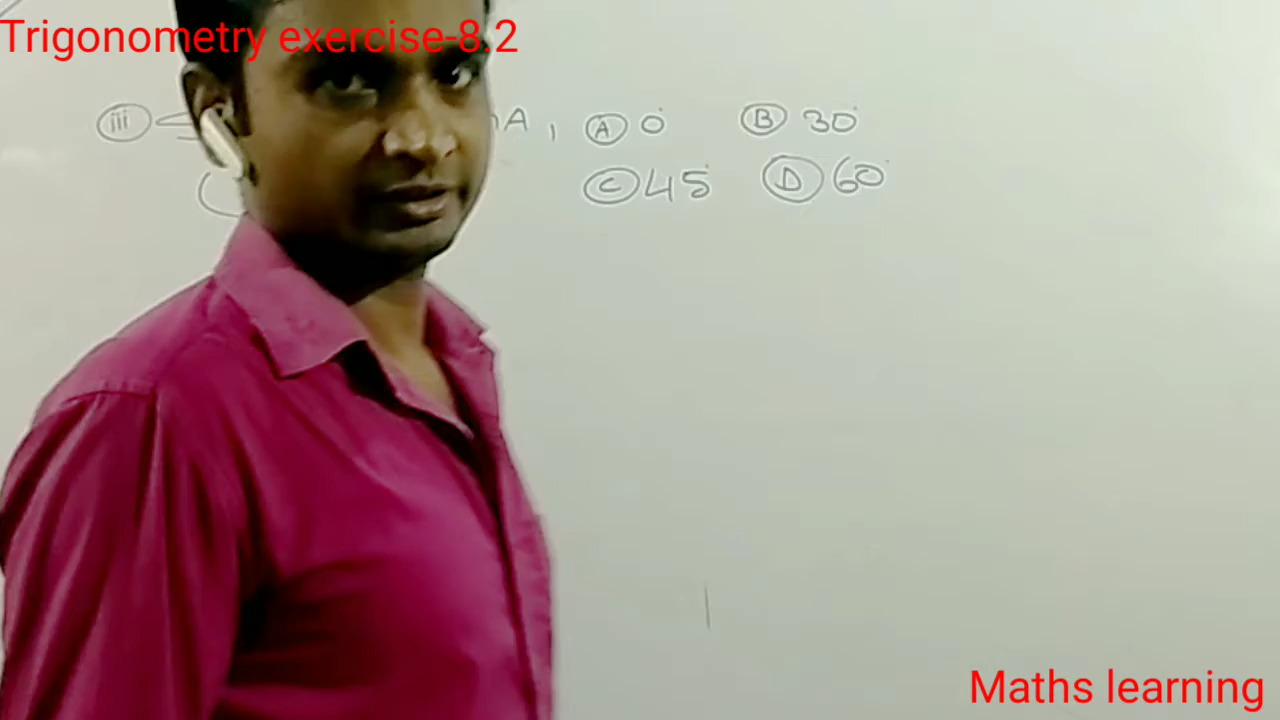 Trigonometry exercise-8.2
(iii) A, (A) 0° (B) 30°
(C) 45° (D) 60°
Maths learning